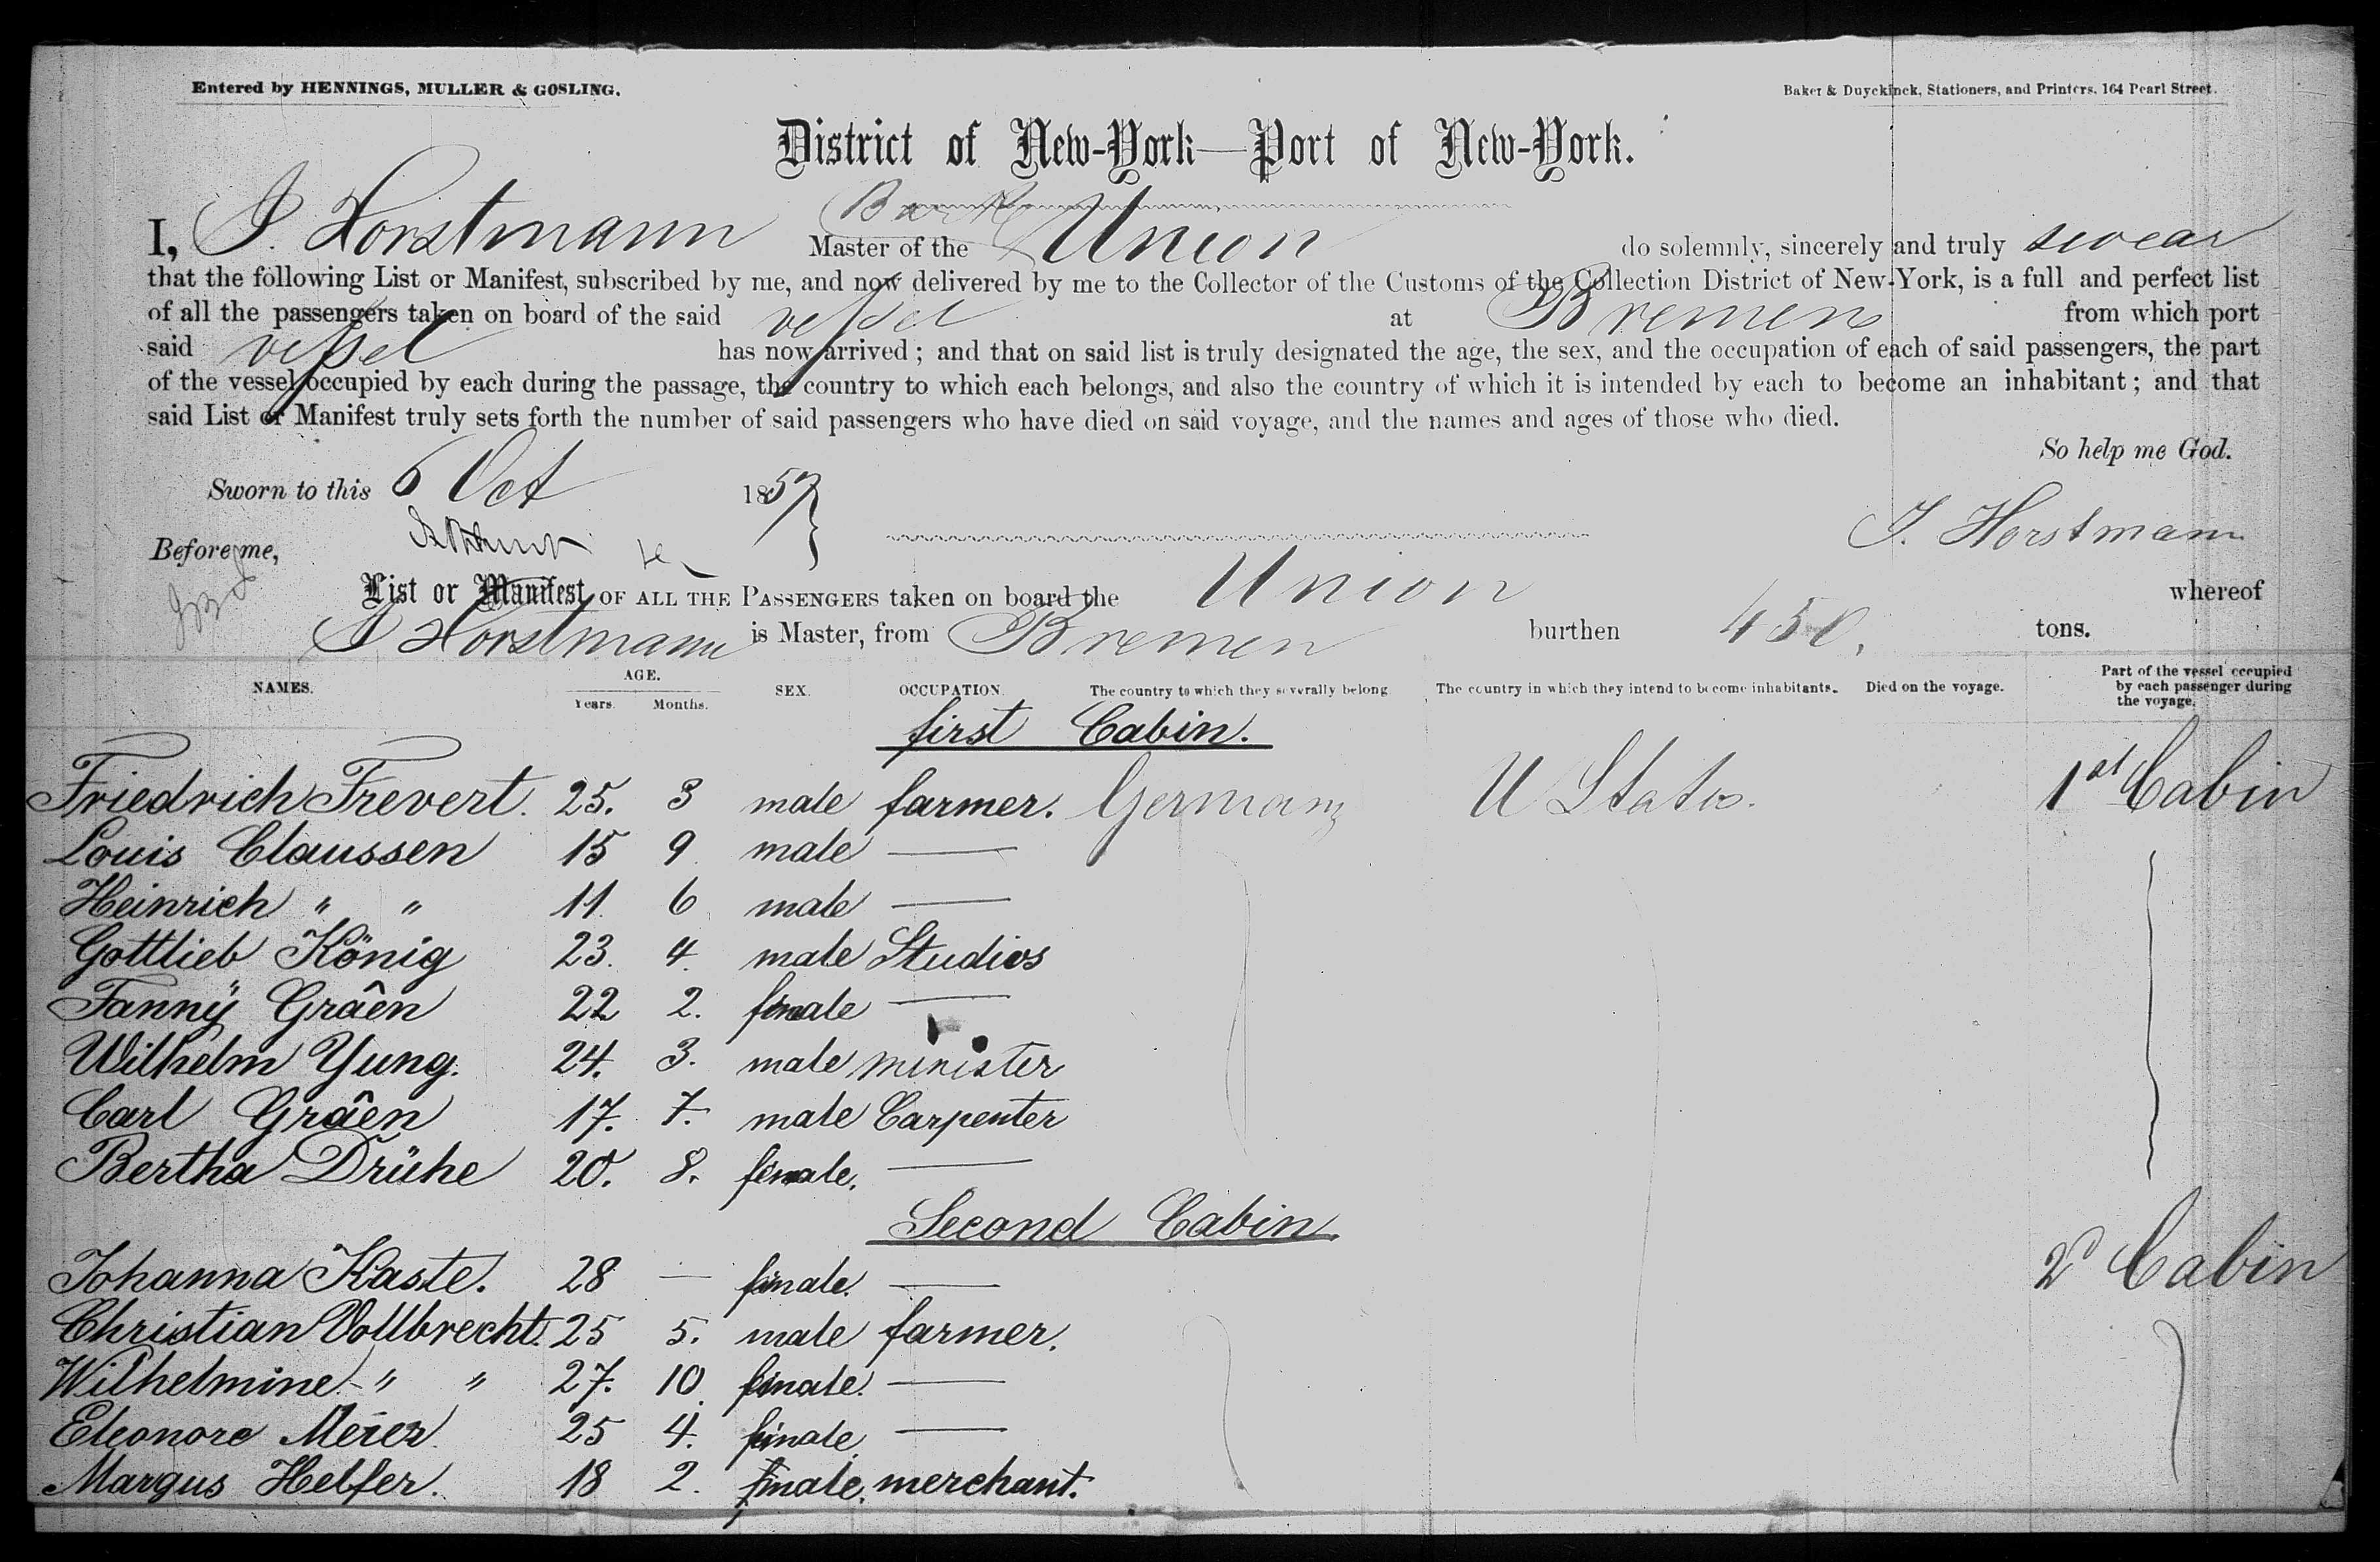 Entered by HENNINGS, MULLER & GOSLING.
Baker & Duyckinck, Stationers, and Printers, 164 Pearl Street.
District of New-York—Port of New-York.
Bark
I, J. Horstmann Master of the Union do solemnly, sincerely and truly swear
that the following List or Manifest, subscribed by me, and now delivered by me to the Collector of the Customs of the Collection District of New-York, is a full and perfect list
of all the passengers taken on board of the said vessel at Bremen from which port
said vessel has now arrived; and that on said list is truly designated the age, the sex, and the occupation of each of said passengers, the part
of the vessel occupied by each during the passage, the country to which each belongs, and also the country of which it is intended by each to become an inhabitant; and that
said List or Manifest truly sets forth the number of said passengers who have died on said voyage, and the names and ages of those who died.
So help me God.
Sworn to this 6 Oct 1857
J. Horstmann
Before me,
List or Manifest OF ALL THE PASSENGERS taken on board the Union whereof
J Horstmann is Master, from Bremen burthen 450. tons.
NAMES. AGE. Years. Months. SEX. OCCUPATION. The country to which they severally belong The country in which they intend to become inhabitants. Died on the voyage. Part of the vessel occupied by each passenger during the voyage.
first Cabin.
Friedrich Frevert. 25. 3 male farmer. Germany U States. 1st Cabin
Louis Claussen 15 9 male —
Heinrich " " 11 6 male —
Gottlieb König 23. 4. male Studios
Fanny Grâen 22 2. female —
Wilhelm Yung. 24. 3. male minister
Carl Grâen 17. 7. male Carpenter
Bertha Drühe 20. 8. female. —
Second Cabin.
Johanna Kaste. 28 — female. — 2d Cabin
Christian Vollbrecht. 25 5. male farmer.
Wilhelmine - " " 27. 10. female. —
Eleonore Meier 25 4. female —
Margus Helfer. 18 2. female. merchant.